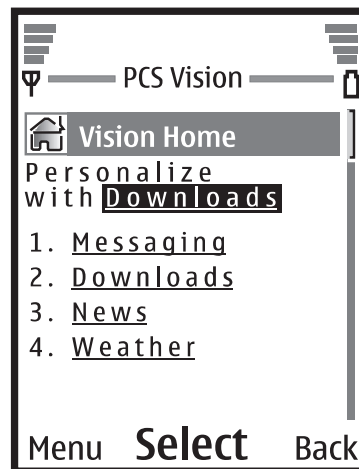 PCS Vision
Vision Home
Personalize
with Downloads
1. Messaging
2. Downloads
3. News
4. Weather
Menu Select Back